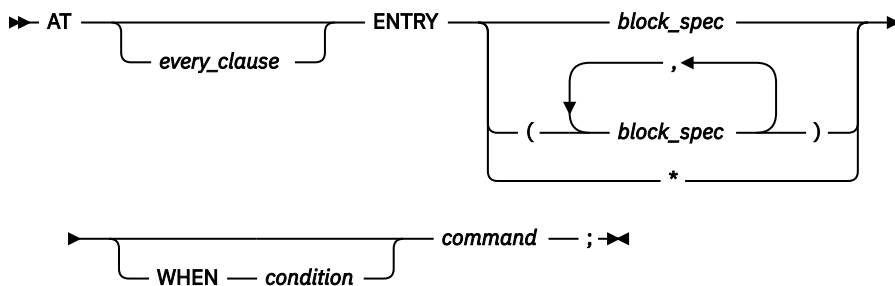 AT ENTRY block_spec
every_clause
,
( block_spec )
*
command ;
WHEN condition